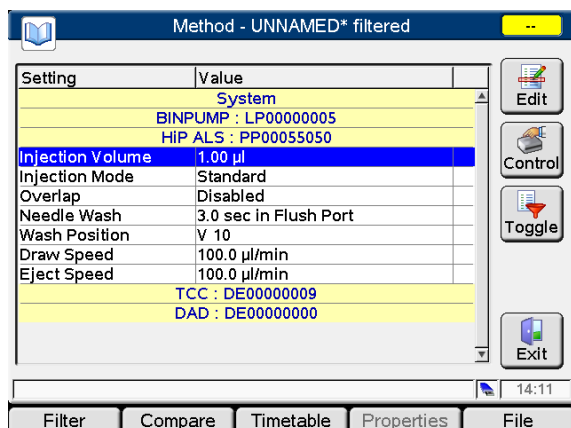 Method - UNNAMED* filtered
--
Setting Value
System
BINPUMP : LP00000005
HiP ALS : PP00055050
Injection Volume 1.00 µl
Injection Mode Standard
Overlap Disabled
Needle Wash 3.0 sec in Flush Port
Wash Position V 10
Draw Speed 100.0 µl/min
Eject Speed 100.0 µl/min
TCC : DE00000009
DAD : DE00000000
Edit
Control
Toggle
Exit
14:11
Filter Compare Timetable Properties File